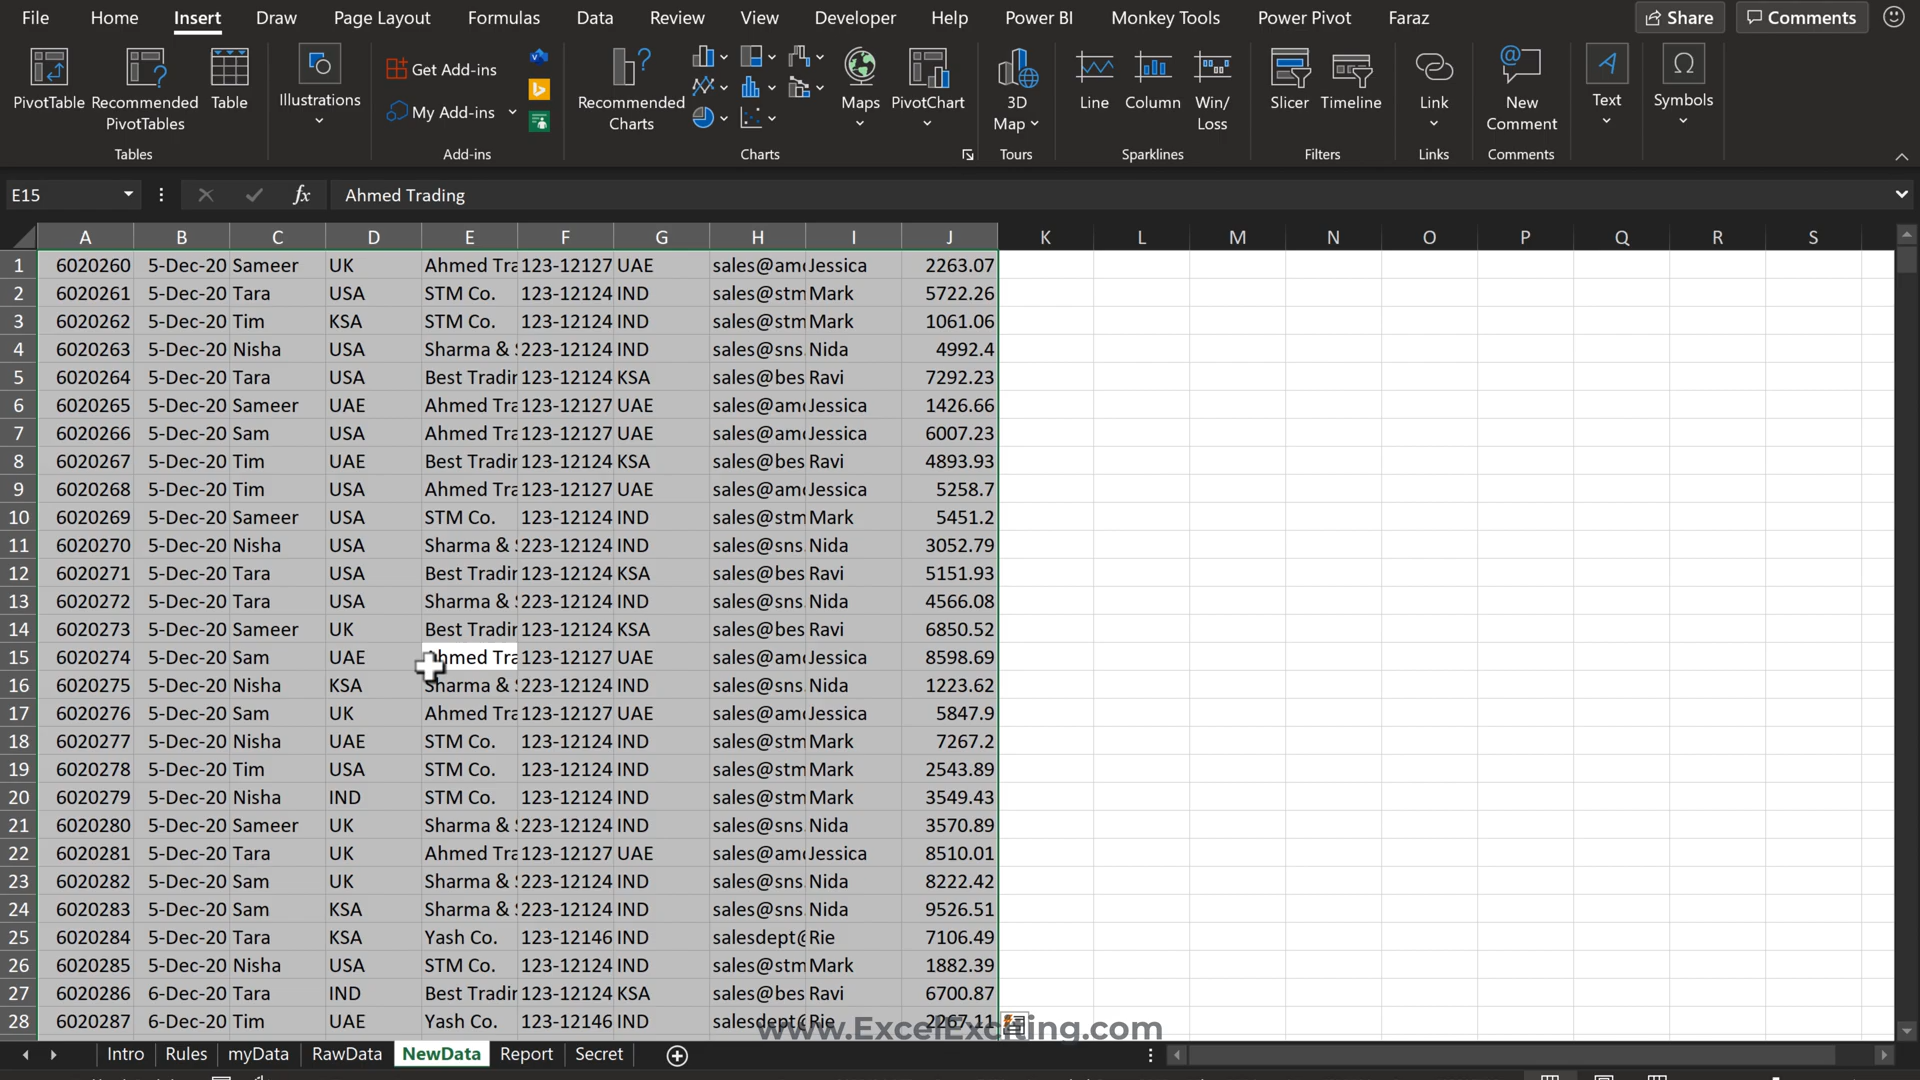 File Home Insert Draw Page Layout Formulas Data Review View Developer Help Power BI Monkey Tools Power Pivot Faraz Share Comments
PivotTable Recommended PivotTables Table Illustrations Get Add-ins My Add-ins Recommended Charts Maps PivotChart 3D Map Line Column Win/Loss Slicer Timeline Link New Comment Text Symbols
Tables Add-ins Charts Tours Sparklines Filters Links Comments
E15 fx Ahmed Trading
A B C D E F G H I J K L M N O P Q R S
1 6020260 5-Dec-20 Sameer UK Ahmed Tra 123-12127 UAE sales@amc Jessica 2263.07
2 6020261 5-Dec-20 Tara USA STM Co. 123-12124 IND sales@stm Mark 5722.26
3 6020262 5-Dec-20 Tim KSA STM Co. 123-12124 IND sales@stm Mark 1061.06
4 6020263 5-Dec-20 Nisha USA Sharma & S 223-12124 IND sales@sns. Nida 4992.4
5 6020264 5-Dec-20 Tara USA Best Tradin 123-12124 KSA sales@bes Ravi 7292.23
6 6020265 5-Dec-20 Sameer UAE Ahmed Tra 123-12127 UAE sales@amc Jessica 1426.66
7 6020266 5-Dec-20 Sam USA Ahmed Tra 123-12127 UAE sales@amc Jessica 6007.23
8 6020267 5-Dec-20 Tim UAE Best Tradin 123-12124 KSA sales@bes Ravi 4893.93
9 6020268 5-Dec-20 Tim USA Ahmed Tra 123-12127 UAE sales@amc Jessica 5258.7
10 6020269 5-Dec-20 Sameer USA STM Co. 123-12124 IND sales@stm Mark 5451.2
11 6020270 5-Dec-20 Nisha USA Sharma & S 223-12124 IND sales@sns. Nida 3052.79
12 6020271 5-Dec-20 Tara USA Best Tradin 123-12124 KSA sales@bes Ravi 5151.93
13 6020272 5-Dec-20 Tara USA Sharma & S 223-12124 IND sales@sns. Nida 4566.08
14 6020273 5-Dec-20 Sameer UK Best Tradin 123-12124 KSA sales@bes Ravi 6850.52
15 6020274 5-Dec-20 Sam UAE Ahmed Tra 123-12127 UAE sales@amc Jessica 8598.69
16 6020275 5-Dec-20 Nisha KSA Sharma & S 223-12124 IND sales@sns. Nida 1223.62
17 6020276 5-Dec-20 Sam UK Ahmed Tra 123-12127 UAE sales@amc Jessica 5847.9
18 6020277 5-Dec-20 Nisha UAE STM Co. 123-12124 IND sales@stm Mark 7267.2
19 6020278 5-Dec-20 Tim USA STM Co. 123-12124 IND sales@stm Mark 2543.89
20 6020279 5-Dec-20 Nisha IND STM Co. 123-12124 IND sales@stm Mark 3549.43
21 6020280 5-Dec-20 Sameer UK Sharma & S 223-12124 IND sales@sns. Nida 3570.89
22 6020281 5-Dec-20 Tara UK Ahmed Tra 123-12127 UAE sales@amc Jessica 8510.01
23 6020282 5-Dec-20 Sam UK Sharma & S 223-12124 IND sales@sns. Nida 8222.42
24 6020283 5-Dec-20 Sam KSA Sharma & S 223-12124 IND sales@sns. Nida 9526.51
25 6020284 5-Dec-20 Tara KSA Yash Co. 123-12146 IND salesdept@ Rie 7106.49
26 6020285 5-Dec-20 Nisha USA STM Co. 123-12124 IND sales@stm Mark 1882.39
27 6020286 6-Dec-20 Tara IND Best Tradin 123-12124 KSA sales@bes Ravi 6700.87
28 6020287 6-Dec-20 Tim UAE Yash Co. 123-12146 IND salesdept@ Rie 2267.11
www.ExcelExciting.com
Intro Rules myData RawData NewData Report Secret